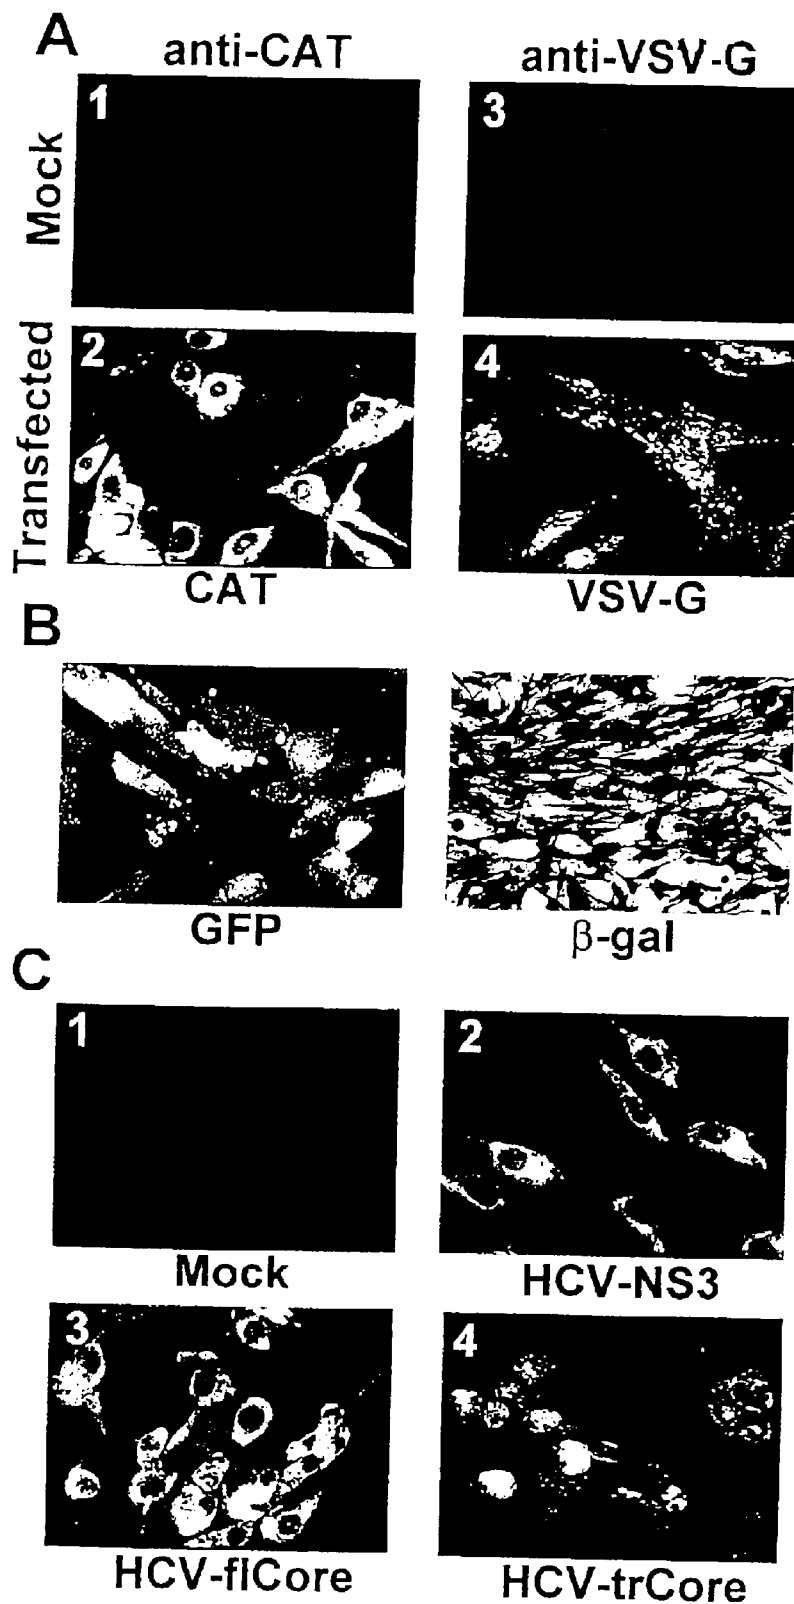 A
anti-CAT anti-VSV-G
Mock
1
3
Transfected
2
4
CAT VSV-G
B
GFP β-gal
C
1
2
Mock HCV-NS3
3
4
HCV-flCore HCV-trCore